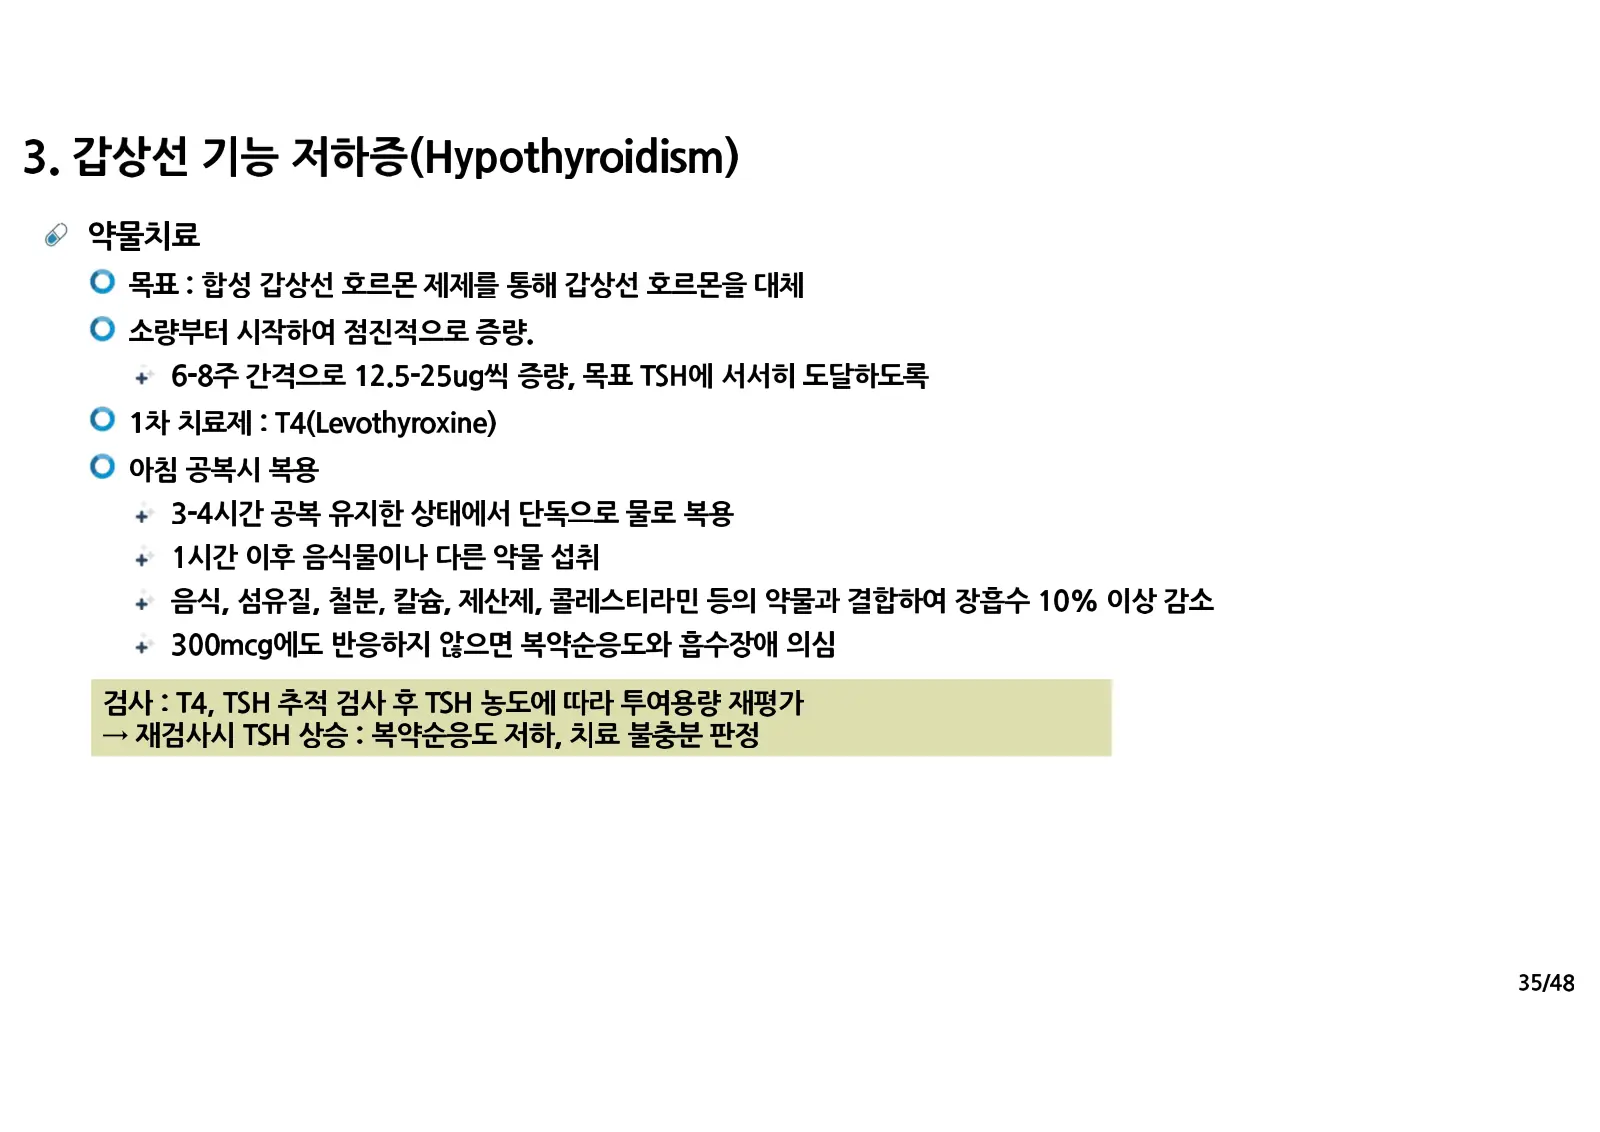 3. 갑상선 기능 저하증(Hypothyroidism)
약물치료
목표 : 합성 갑상선 호르몬 제제를 통해 갑상선 호르몬을 대체
소량부터 시작하여 점진적으로 증량.
6-8주 간격으로 12.5-25ug씩 증량, 목표 TSH에 서서히 도달하도록
1차 치료제 : T4(Levothyroxine)
아침 공복시 복용
3-4시간 공복 유지한 상태에서 단독으로 물로 복용
1시간 이후 음식물이나 다른 약물 섭취
음식, 섬유질, 철분, 칼슘, 제산제, 콜레스티라민 등의 약물과 결합하여 장흡수 10% 이상 감소
300mcg에도 반응하지 않으면 복약순응도와 흡수장애 의심
검사 : T4, TSH 추적 검사 후 TSH 농도에 따라 투여용량 재평가
→ 재검사시 TSH 상승 : 복약순응도 저하, 치료 불충분 판정
35/48